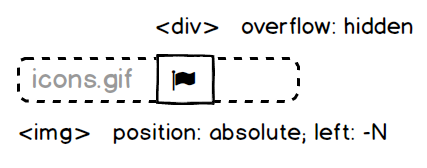 <div> overflow: hidden
icons.gif
<img> position: absolute; left: -N